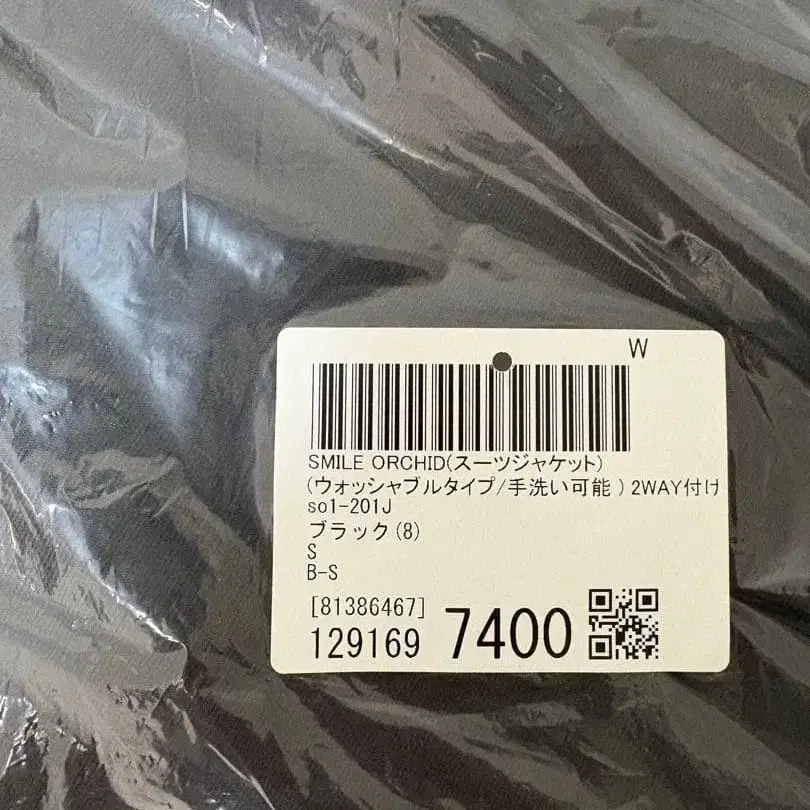 W
SMILE ORCHID(スーツジャケット)
(ウォッシャブルタイプ/手洗い可能 ) 2WAY付け
so1-201J
ブラック(8)
S
B-S
[81386467]
129169 7400